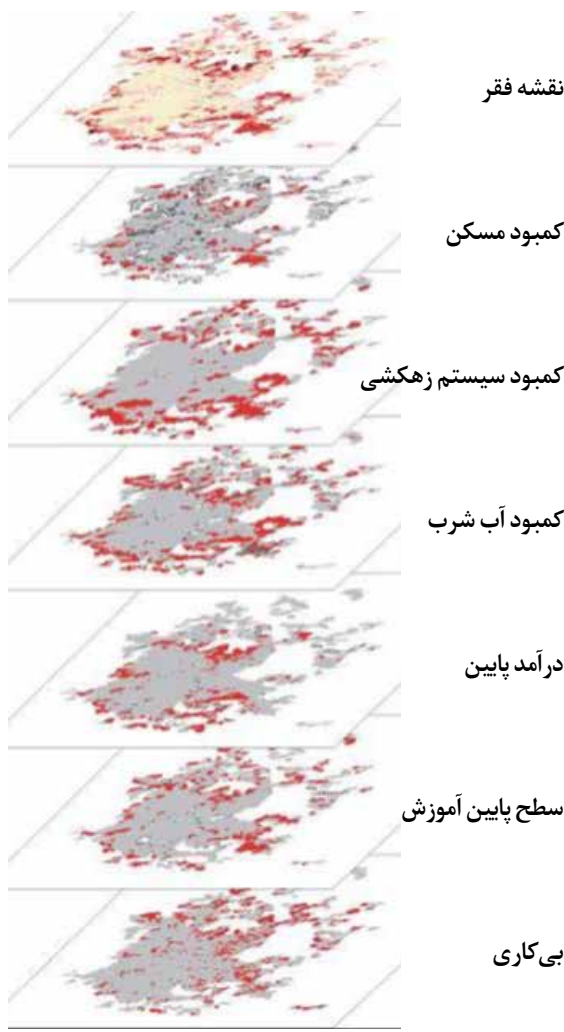 نقشه فقر
کمبود مسکن
کمبود سیستم زهکشی
کمبود آب شرب
درآمد پایین
سطح پایین آموزش
بی‌کاری